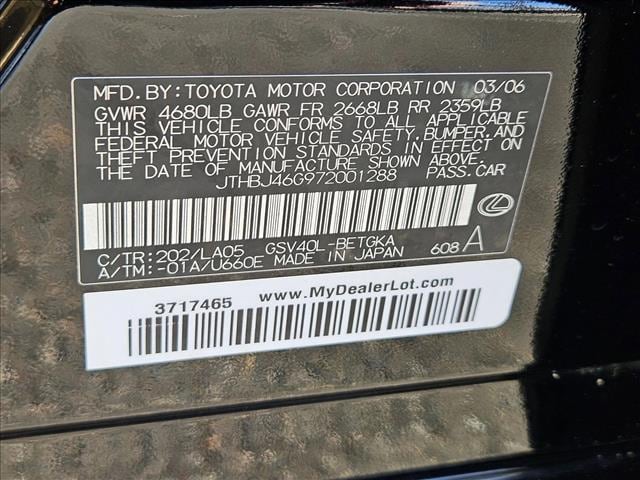 MFD. BY: TOYOTA MOTOR CORPORATION 03/06
GVWR 4680LB GAWR FR 2668LB RR 2359LB
THIS VEHICLE CONFORMS TO ALL APPLICABLE
FEDERAL MOTOR VEHICLE SAFETY, BUMPER, AND
THEFT PREVENTION STANDARDS IN EFFECT ON
THE DATE OF MANUFACTURE SHOWN ABOVE.
JTHBJ46G972001288 PASS. CAR
C/TR: 202/LA05 GSV40L-BETGKA
A/TM: -01A/U660E MADE IN JAPAN 608 A
3717465 www.MyDealerLot.com